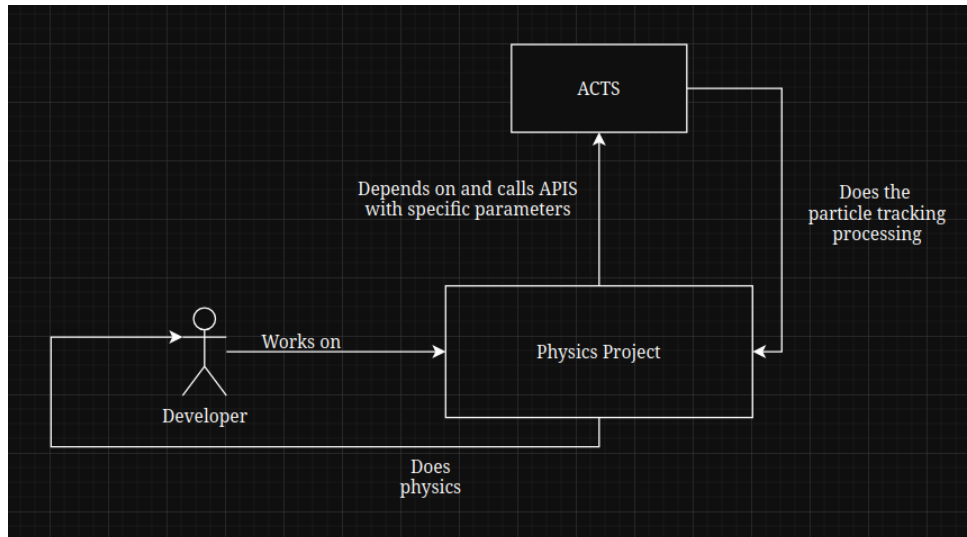 ACTS
Depends on and calls APIS
with specific parameters
Does the
particle tracking
processing
Works on
Physics Project
Developer
Does
physics